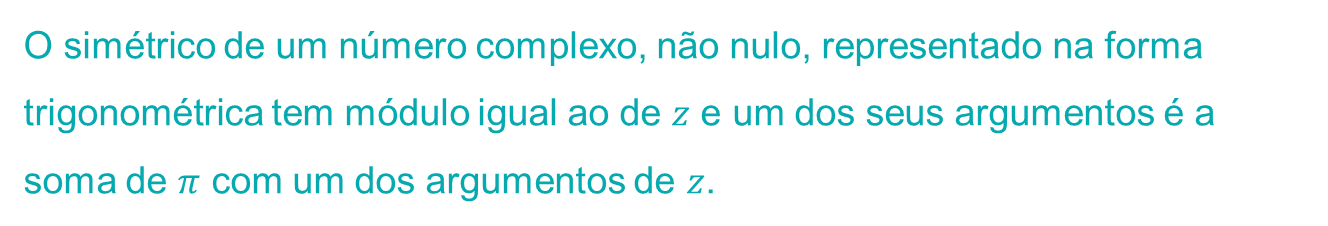 O simétrico de um número complexo, não nulo, representado na forma
trigonométrica tem módulo igual ao de z e um dos seus argumentos é a
soma de π com um dos argumentos de z.